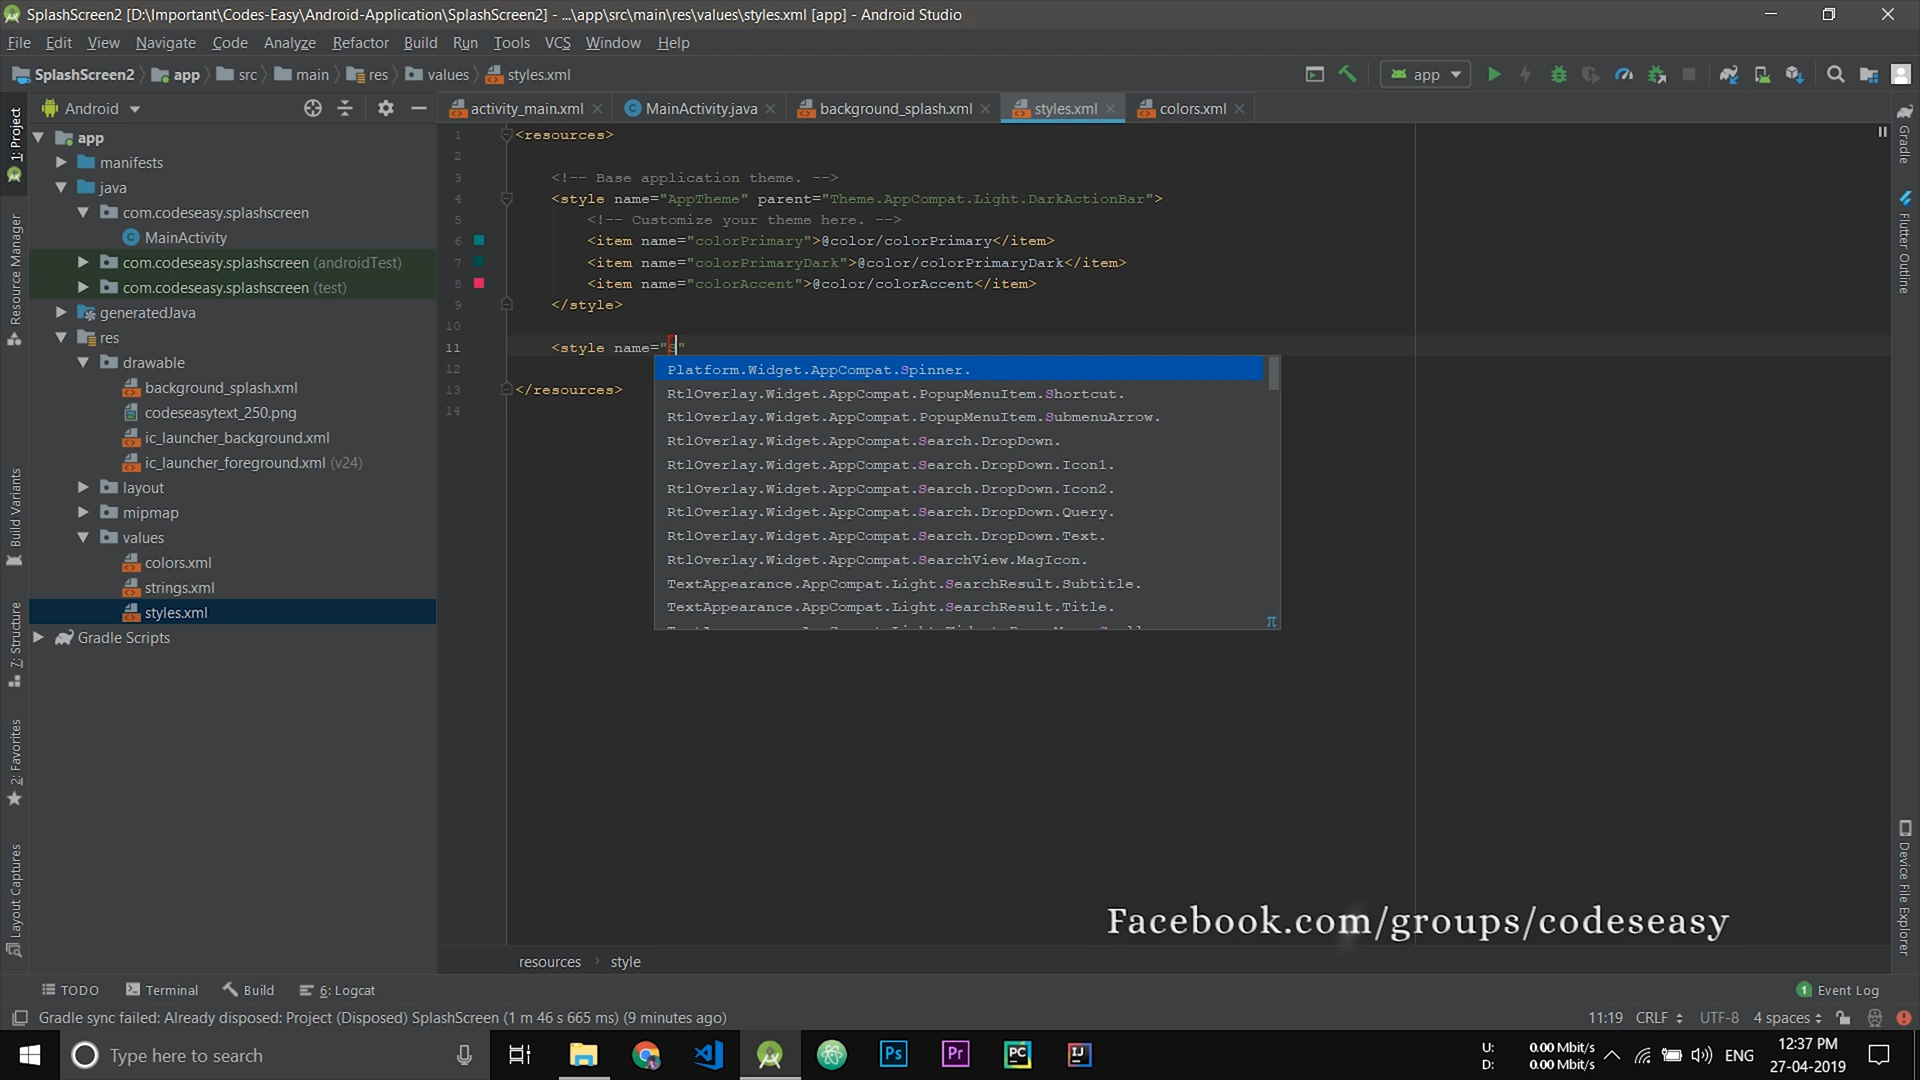 SplashScreen2 [D:\Important\Codes-Easy\Android-Application\SplashScreen2] - ...\app\src\main\res\values\styles.xml [app] - Android Studio
File Edit View Navigate Code Analyze Refactor Build Run Tools VCS Window Help
SplashScreen2 app src main res values styles.xml app
Android activity_main.xml MainActivity.java background_splash.xml styles.xml colors.xml
1: Project
Resource Manager
Build Variants
7: Structure
2: Favorites
Layout Captures
app
manifests
java
com.codeseasy.splashscreen
MainActivity
com.codeseasy.splashscreen (androidTest)
com.codeseasy.splashscreen (test)
generatedJava
res
drawable
background_splash.xml
codeseasytext_250.png
ic_launcher_background.xml
ic_launcher_foreground.xml (v24)
layout
mipmap
values
colors.xml
strings.xml
styles.xml
Gradle Scripts
1 <resources>
2
3 <!-- Base application theme. -->
4 <style name="AppTheme" parent="Theme.AppCompat.Light.DarkActionBar">
5 <!-- Customize your theme here. -->
6 <item name="colorPrimary">@color/colorPrimary</item>
7 <item name="colorPrimaryDark">@color/colorPrimaryDark</item>
8 <item name="colorAccent">@color/colorAccent</item>
9 </style>
10
11 <style name="S"
12
13 </resources>
14
Platform.Widget.AppCompat.Spinner.
RtlOverlay.Widget.AppCompat.PopupMenuItem.Shortcut.
RtlOverlay.Widget.AppCompat.PopupMenuItem.SubmenuArrow.
RtlOverlay.Widget.AppCompat.Search.DropDown.
RtlOverlay.Widget.AppCompat.Search.DropDown.Icon1.
RtlOverlay.Widget.AppCompat.Search.DropDown.Icon2.
RtlOverlay.Widget.AppCompat.Search.DropDown.Query.
RtlOverlay.Widget.AppCompat.Search.DropDown.Text.
RtlOverlay.Widget.AppCompat.SearchView.MagIcon.
TextAppearance.AppCompat.Light.SearchResult.Subtitle.
TextAppearance.AppCompat.Light.SearchResult.Title.
π
Gradle
Flutter Outline
Device File Explorer
Facebook.com/groups/codeseasy
resources style
TODO Terminal Build 6: Logcat 1 Event Log
Gradle sync failed: Already disposed: Project (Disposed) SplashScreen (1 m 46 s 665 ms) (9 minutes ago) 11:19 CRLF UTF-8 4 spaces
Type here to search Ps Pr PC IJ
U: 0.00 Mbit/s
D: 0.00 Mbit/s
ENG
12:37 PM
27-04-2019